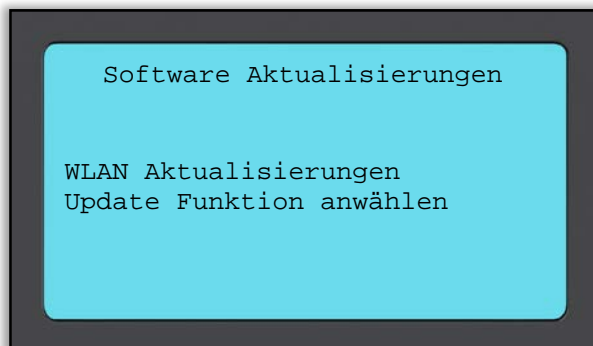 Software Aktualisierungen
WLAN Aktualisierungen
Update Funktion anwählen